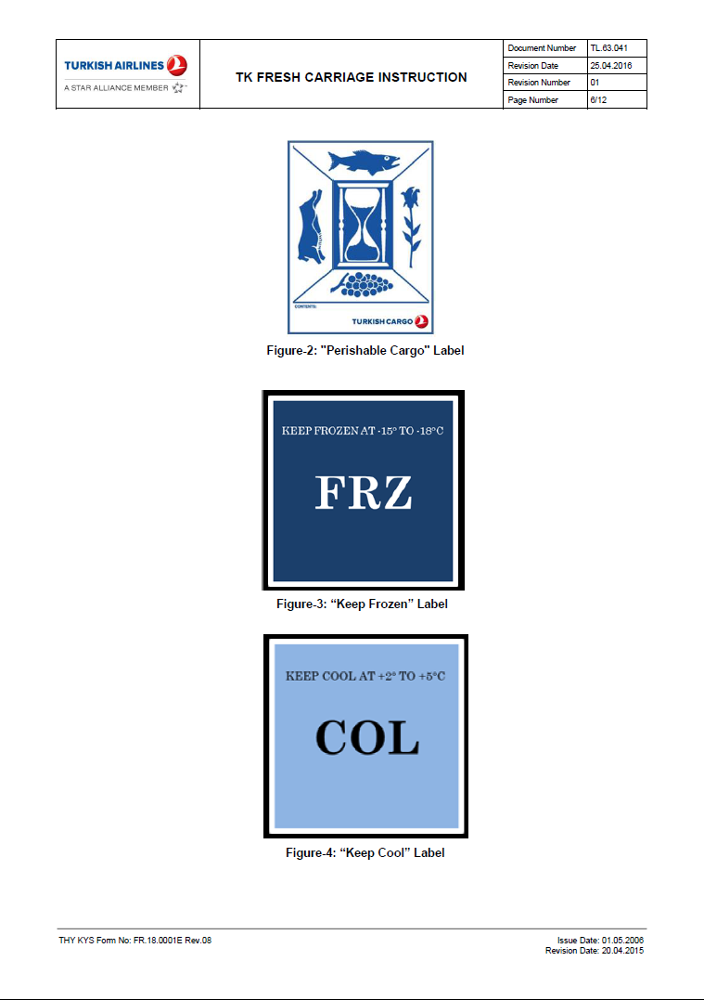 TURKISH AIRLINES
A STAR ALLIANCE MEMBER
TK FRESH CARRIAGE INSTRUCTION
Document Number TL.63.041
Revision Date 25.04.2016
Revision Number 01
Page Number 6/12
CONTENTS:
TURKISH CARGO
Figure-2: "Perishable Cargo" Label
KEEP FROZEN AT -15° TO -18°C
FRZ
Figure-3: “Keep Frozen” Label
KEEP COOL AT +2° TO +5°C
COL
Figure-4: “Keep Cool” Label
THY KYS Form No: FR.18.0001E Rev.08
Issue Date: 01.05.2006
Revision Date: 20.04.2015